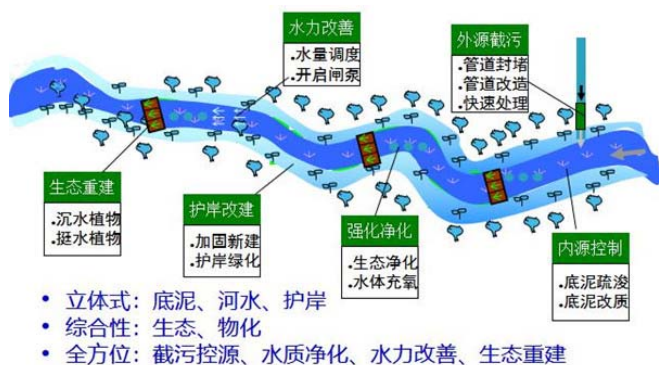 水力改善
·水量调度
·开启闸泵
外源截污
·管道封堵
·管道改造
·快速处理
生态重建
·沉水植物
·挺水植物
护岸改建
·加固新建
·护岸绿化
强化净化
·生态净化
·水体充氧
内源控制
·底泥疏浚
·底泥改质
• 立体式：底泥、河水、护岸
• 综合性：生态、物化
• 全方位：截污控源、水质净化、水力改善、生态重建